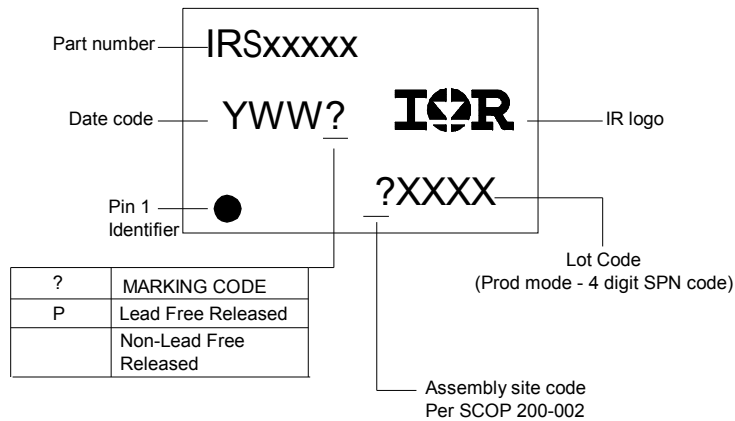 Part number
IRSxxxxx
Date code
YWW?
IOR
IR logo
?XXXX
Pin 1
Identifier
Lot Code
(Prod mode - 4 digit SPN code)
? MARKING CODE
P Lead Free Released
Non-Lead Free
Released
Assembly site code
Per SCOP 200-002